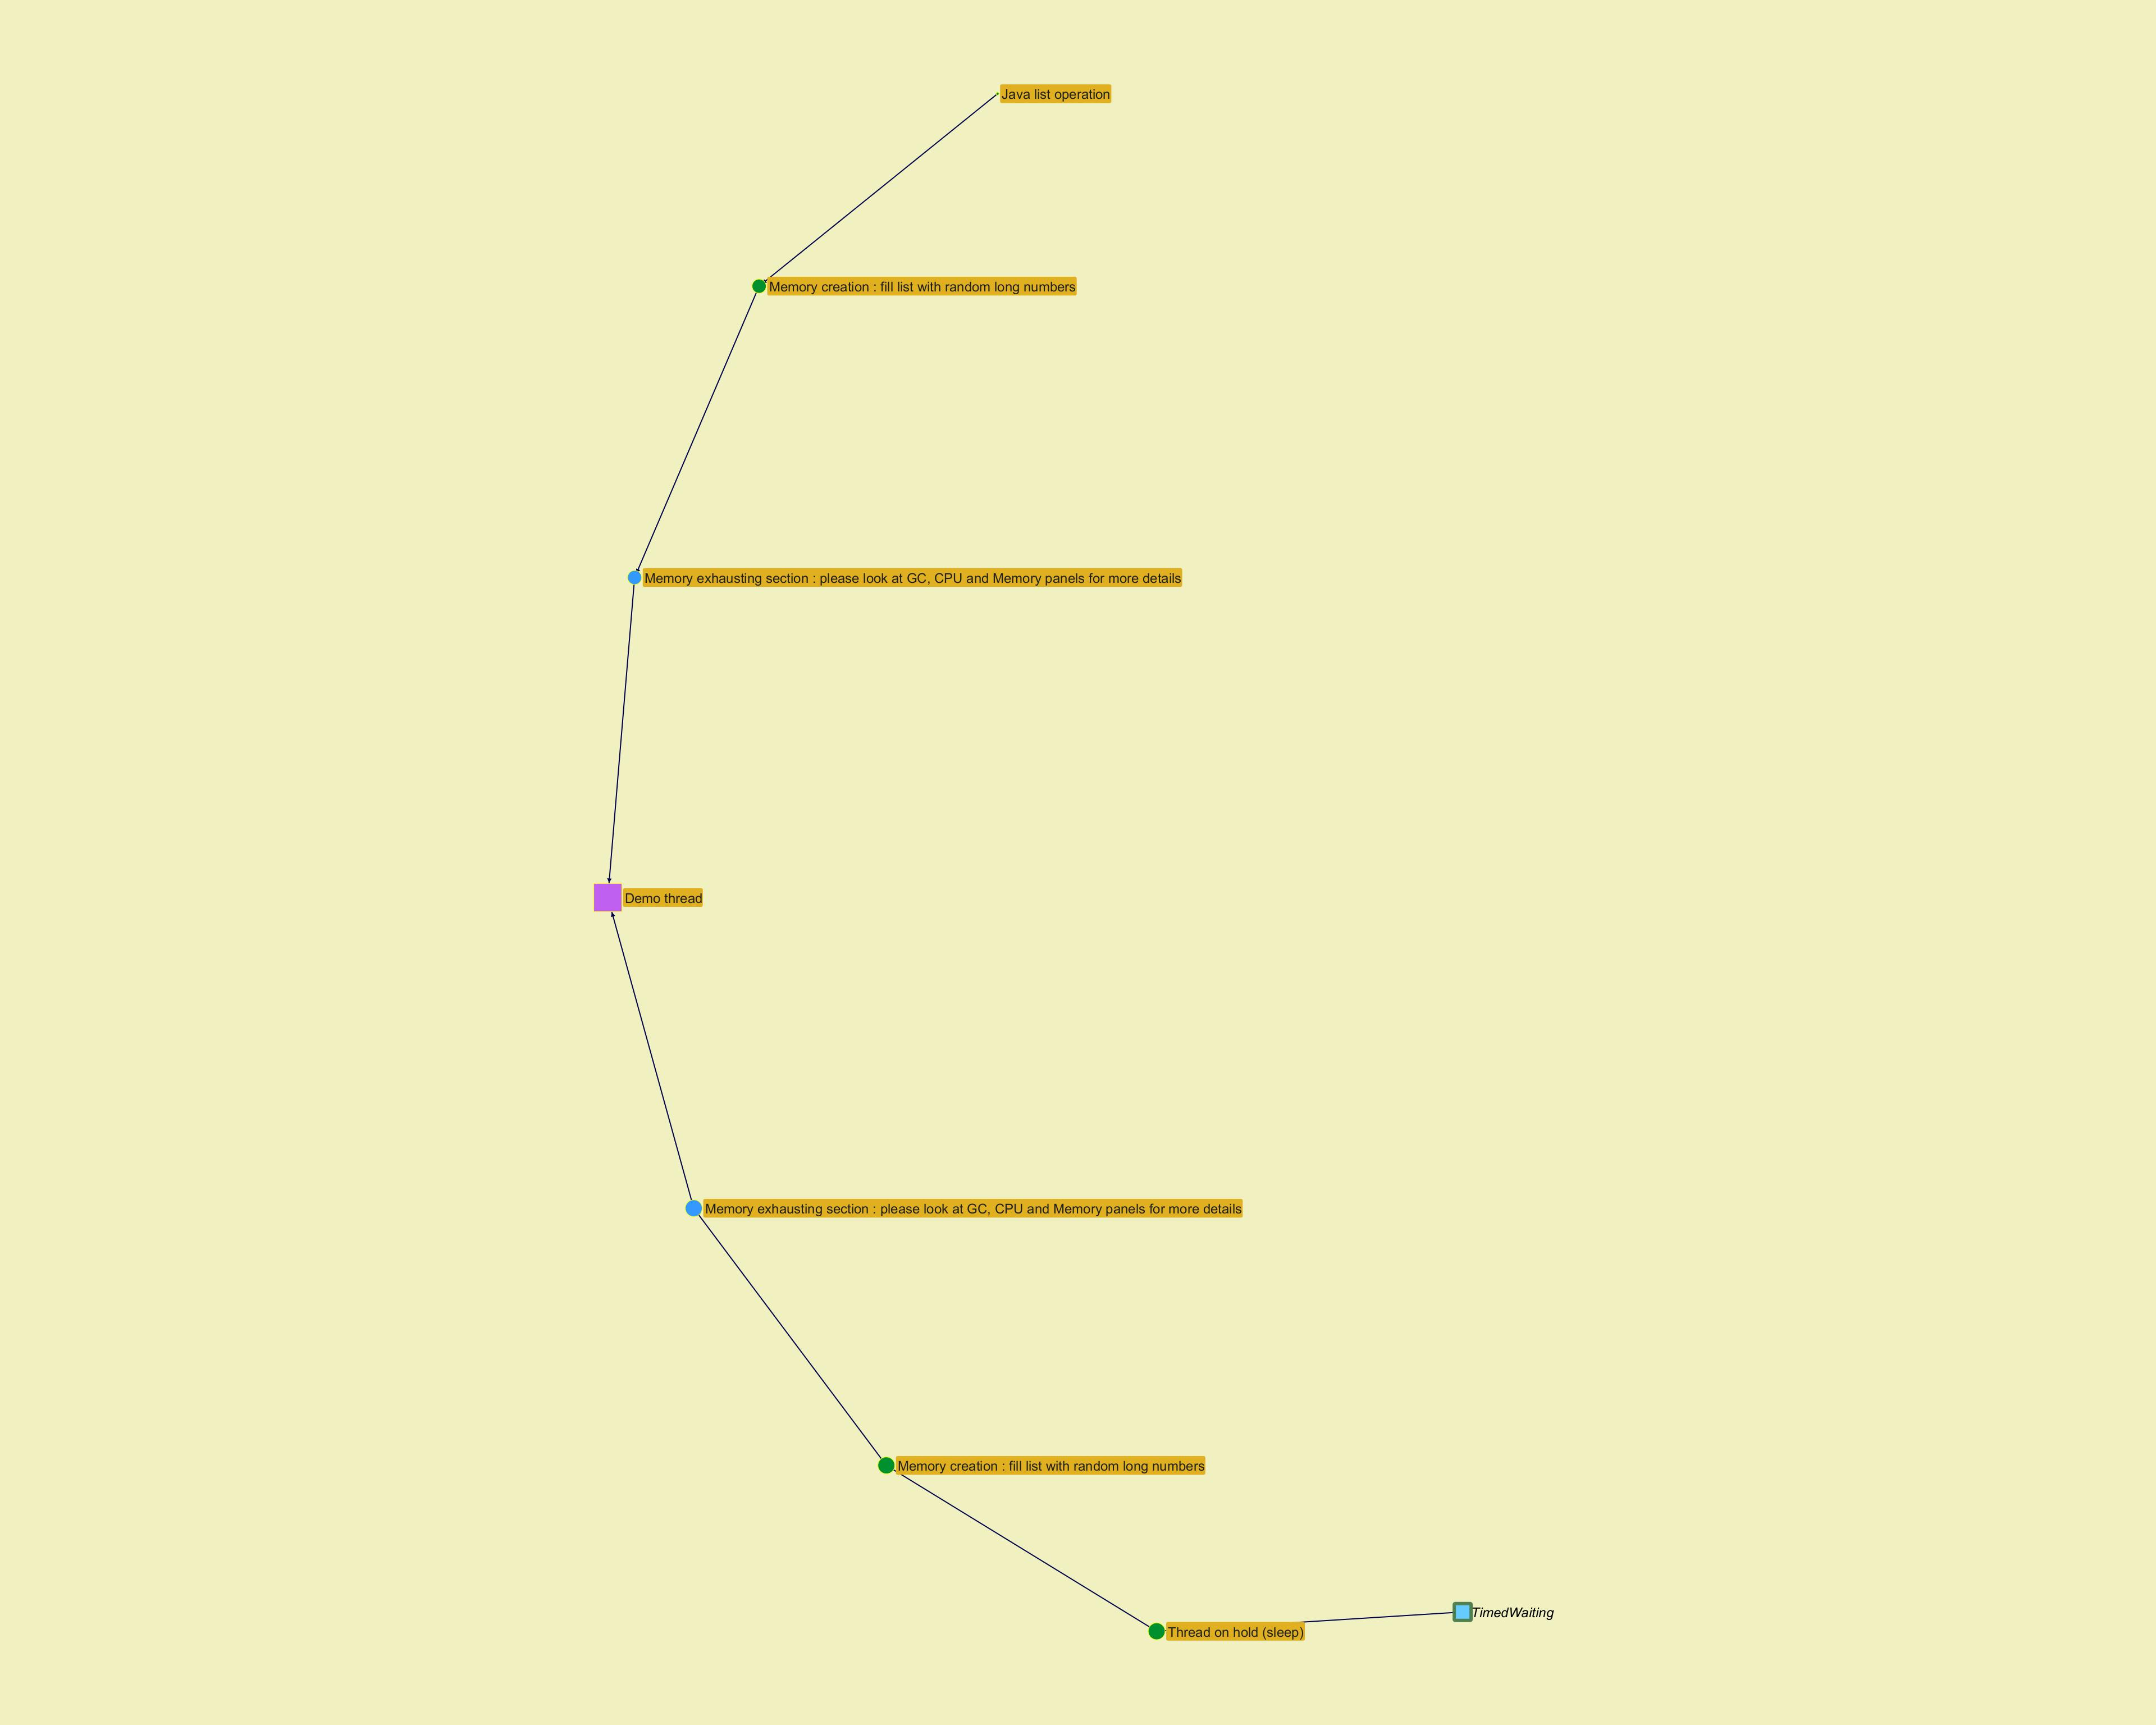 Java list operation
Memory creation : fill list with random long numbers
Memory exhausting section : please look at GC, CPU and Memory panels for more details
Demo thread
Memory exhausting section : please look at GC, CPU and Memory panels for more details
Memory creation : fill list with random long numbers
TimedWaiting
Thread on hold (sleep)